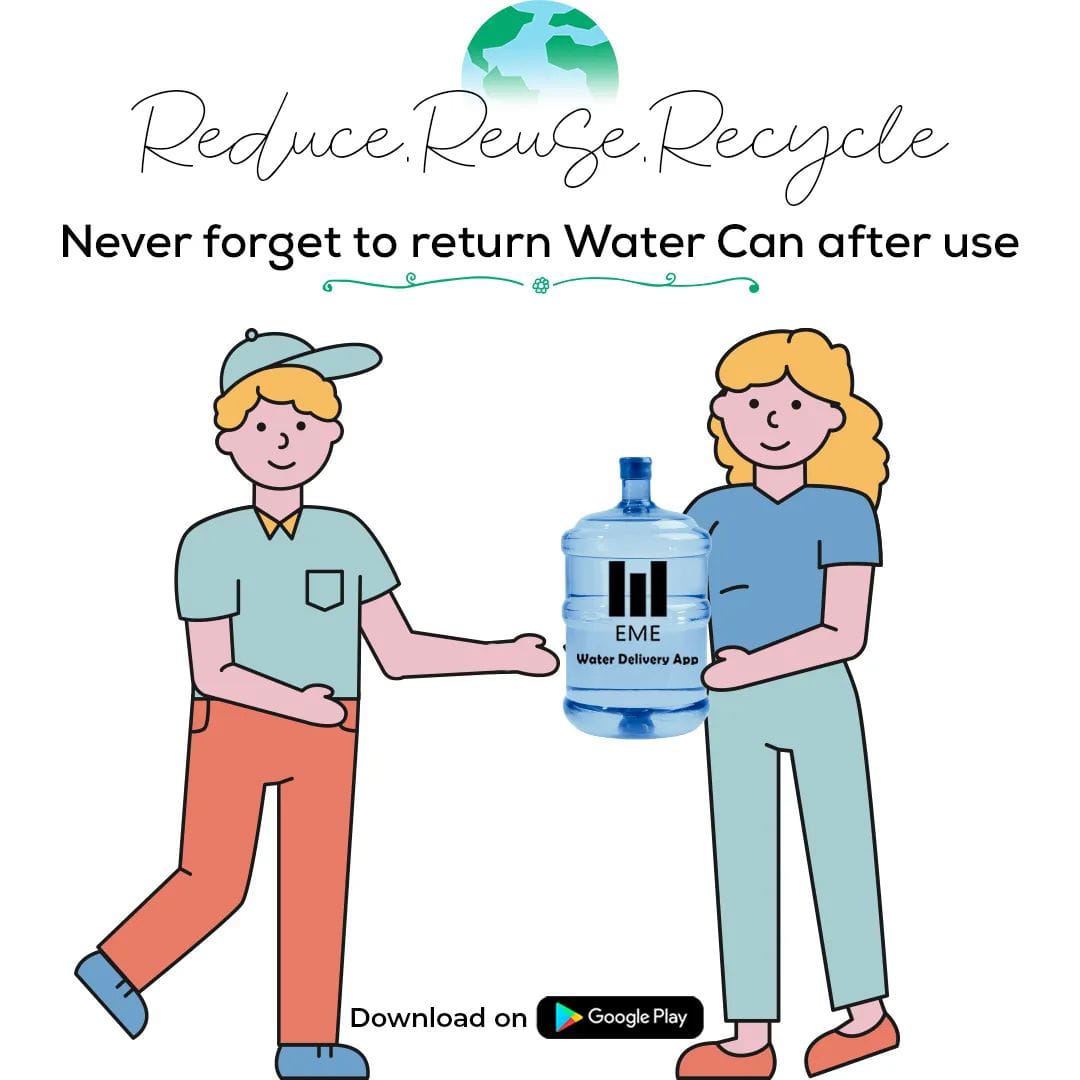 Reduce.Reuse.Recycle
Never forget to return Water Can after use
EME
Water Delivery App
Download on Google Play